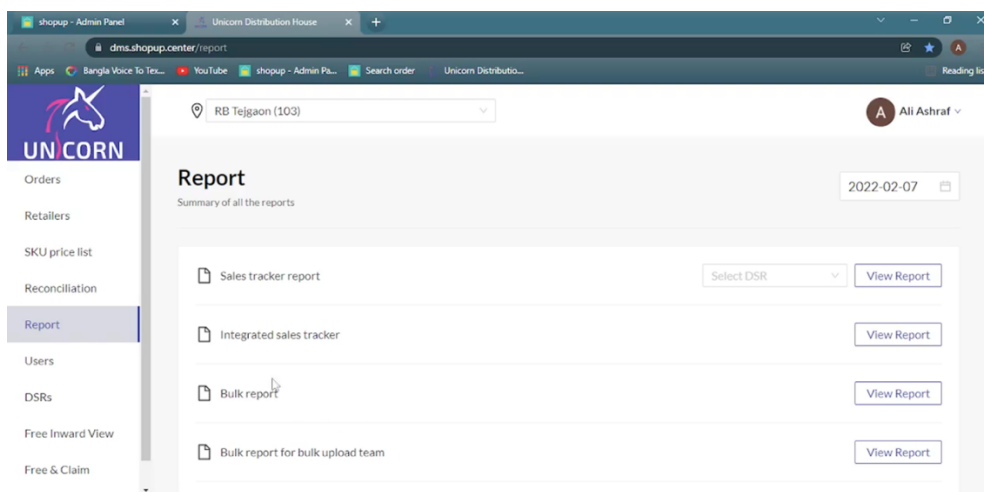 shopup - Admin Panel
Unicorn Distribution House
dms.shopup.center/report
Apps
Bangla Voice To Tex...
YouTube
shopup - Admin Pa...
Search order
Unicorn Distributio...
Reading lis
UNICORN
RB Tejgaon (103)
A Ali Ashraf
Orders
Retailers
SKU price list
Reconciliation
Report
Users
DSRs
Free Inward View
Free & Claim
Report
Summary of all the reports
2022-02-07
Sales tracker report Select DSR View Report
Integrated sales tracker View Report
Bulk report View Report
Bulk report for bulk upload team View Report